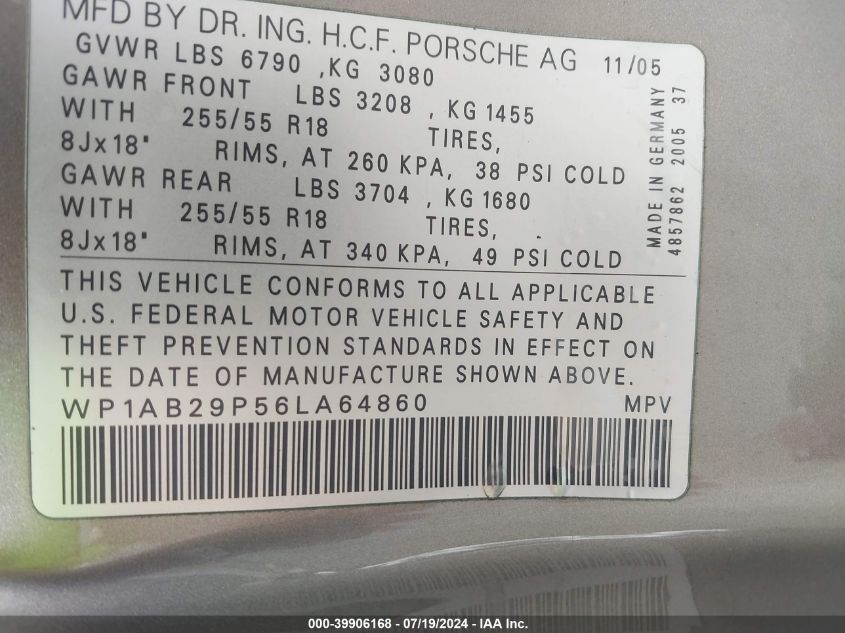 MFD BY DR. ING. H.C.F. PORSCHE AG 11/05
GVWR LBS 6790 ,KG 3080
GAWR FRONT LBS 3208 , KG 1455
WITH 255/55 R18 TIRES,
8Jx18" RIMS, AT 260 KPA, 38 PSI COLD
GAWR REAR LBS 3704 , KG 1680
WITH 255/55 R18 TIRES,
8Jx18" RIMS, AT 340 KPA, 49 PSI COLD
MADE IN GERMANY
4857862 2005 37
THIS VEHICLE CONFORMS TO ALL APPLICABLE
U.S. FEDERAL MOTOR VEHICLE SAFETY AND
THEFT PREVENTION STANDARDS IN EFFECT ON
THE DATE OF MANUFACTURE SHOWN ABOVE.
WP1AB29P56LA64860 MPV
000-39906168 - 07/19/2024 - IAA Inc.